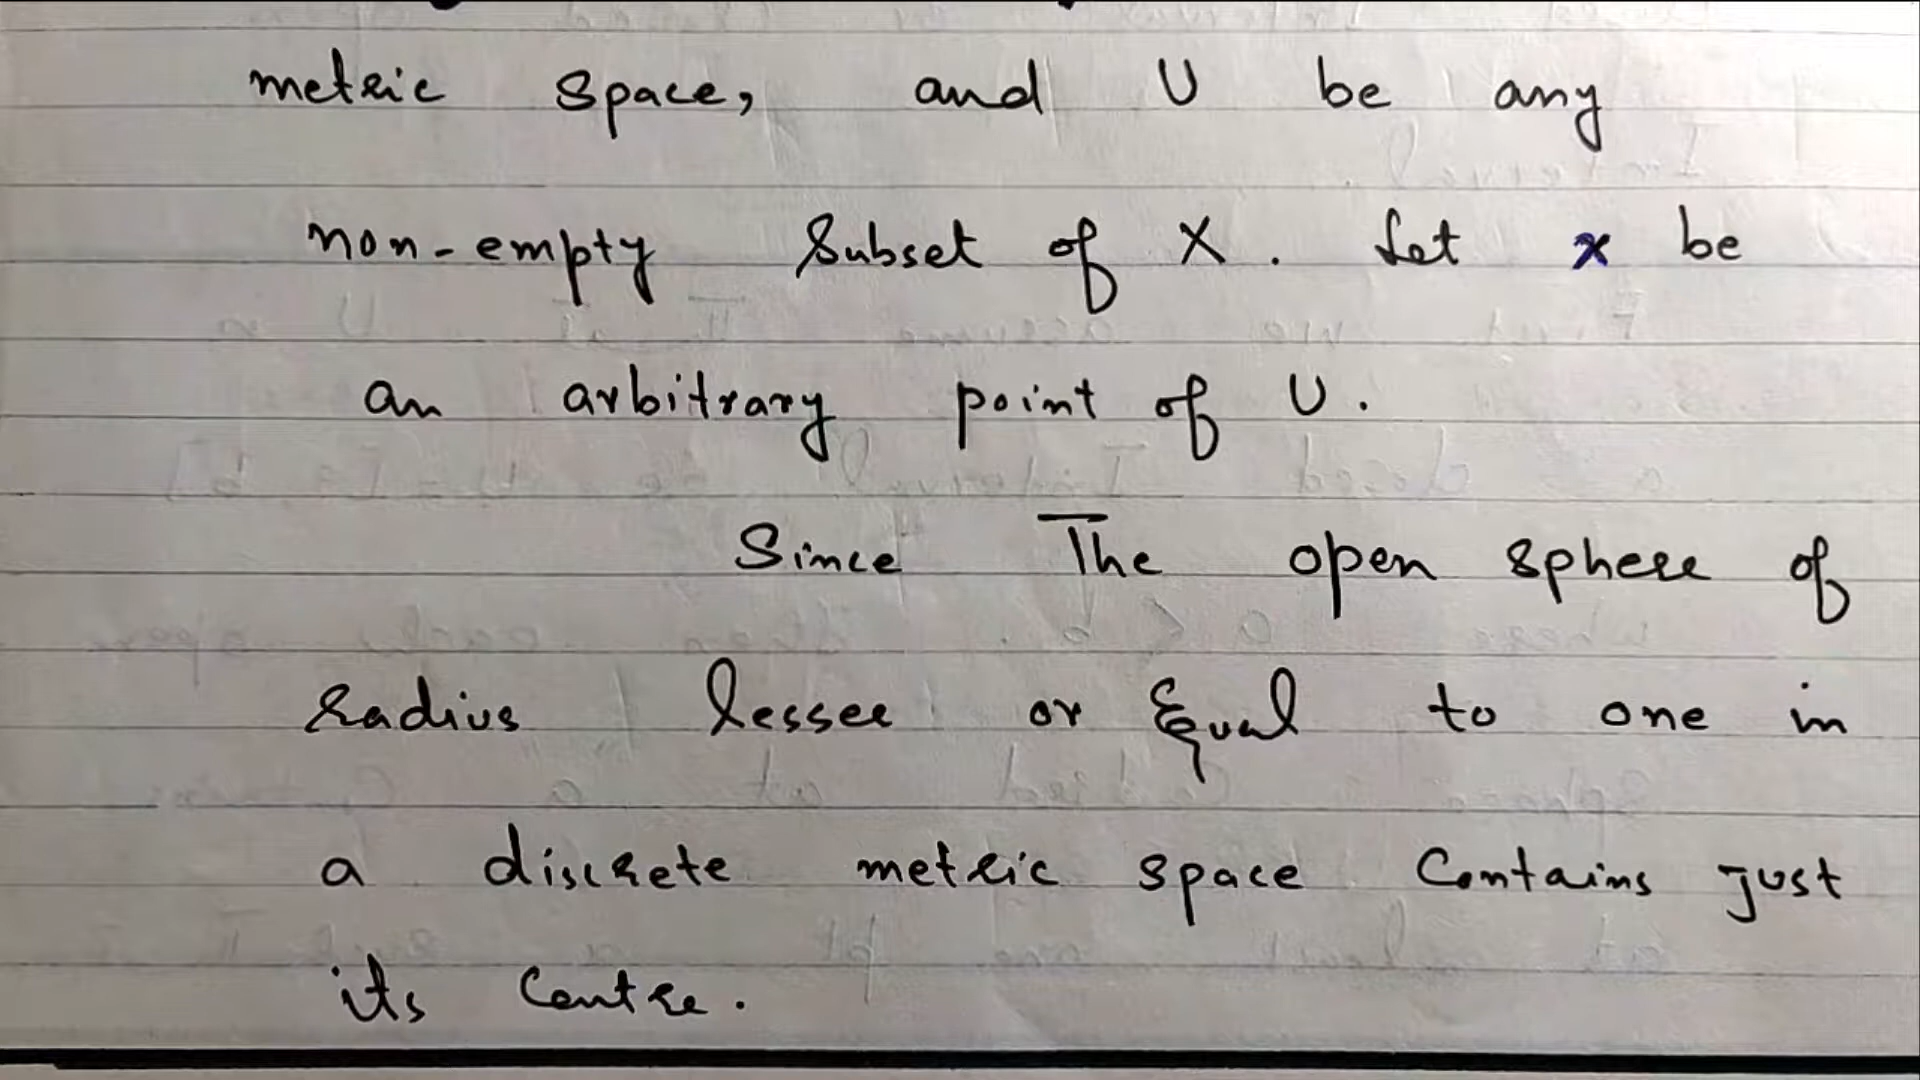 metric space, and U be any
non-empty Subset of X. Let x be
an arbitrary point of U.
Since The open sphere of
radius lesser or Equal to one in
a discrete metric space Contains just
its Centre.